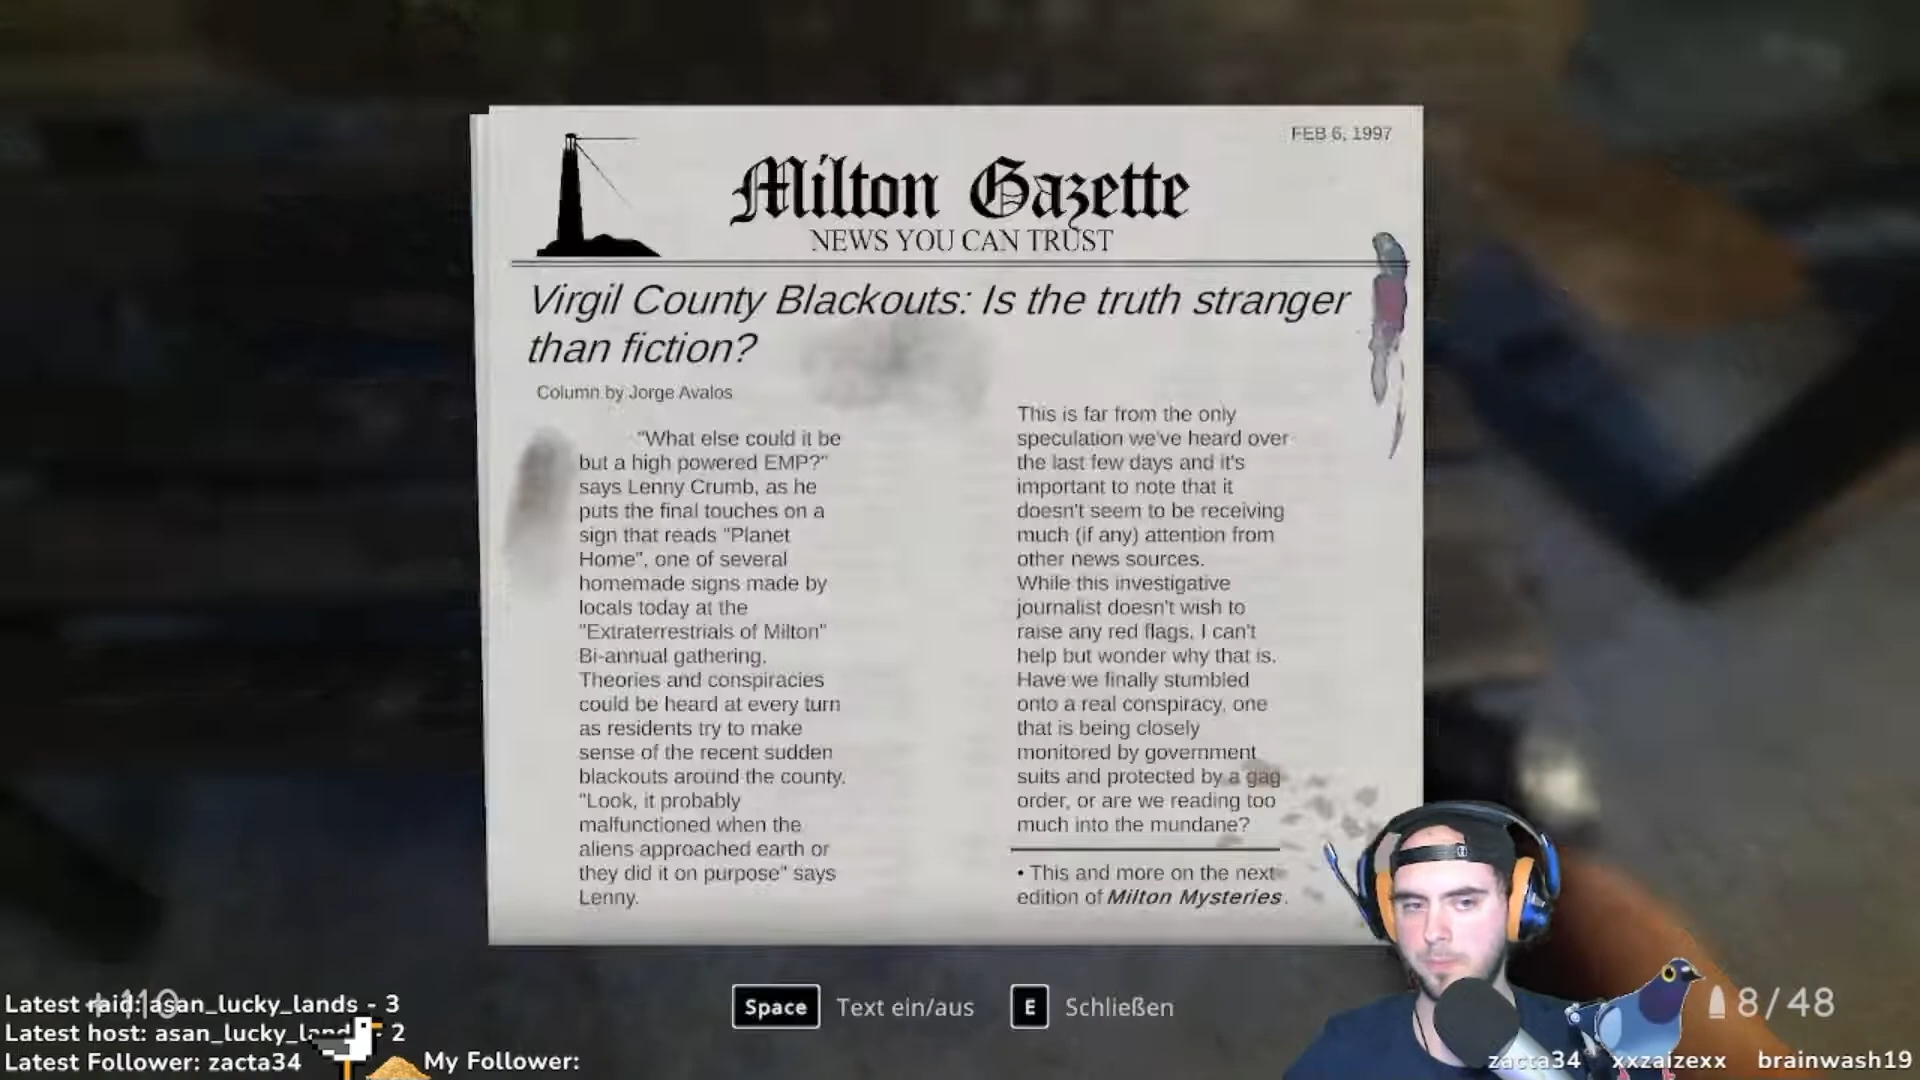 FEB 6, 1997
Milton Gazette
NEWS YOU CAN TRUST
Virgil County Blackouts: Is the truth stranger
than fiction?
Column by Jorge Avalos
"What else could it be
but a high powered EMP?"
says Lenny Crumb, as he
puts the final touches on a
sign that reads "Planet
Home", one of several
homemade signs made by
locals today at the
"Extraterrestrials of Milton"
Bi-annual gathering.
Theories and conspiracies
could be heard at every turn
as residents try to make
sense of the recent sudden
blackouts around the county.
"Look, it probably
malfunctioned when the
aliens approached earth or
they did it on purpose" says
Lenny.
This is far from the only
speculation we've heard over
the last few days and it's
important to note that it
doesn't seem to be receiving
much (if any) attention from
other news sources.
While this investigative
journalist doesn't wish to
raise any red flags, I can't
help but wonder why that is.
Have we finally stumbled
onto a real conspiracy, one
that is being closely
monitored by government
suits and protected by a gag
order, or are we reading too
much into the mundane?
• This and more on the next
edition of Milton Mysteries.
Space Text ein/aus E Schließen
+110
8/48
Latest raid: asan_lucky_lands - 3
Latest host: asan_lucky_lands - 2
Latest Follower: zacta34
My Follower:
zacta34 xxzaizexx brainwash19